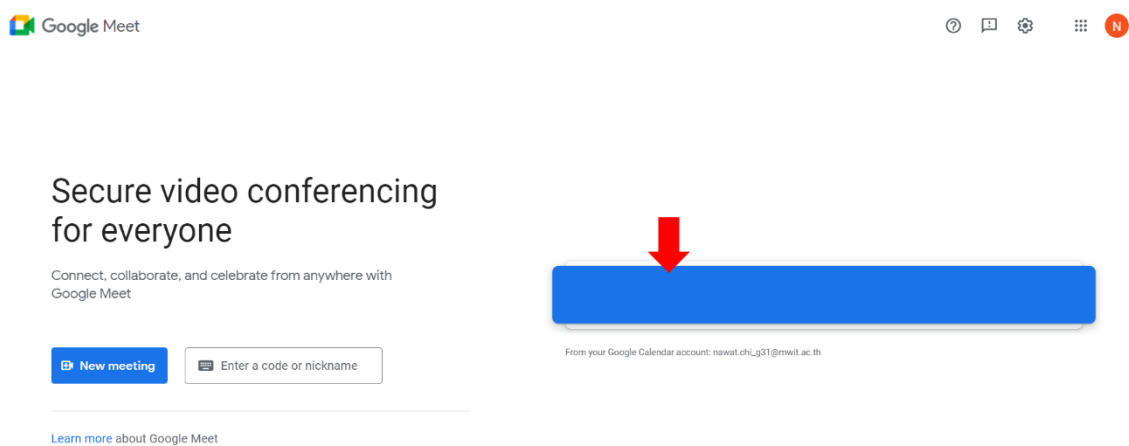 Google Meet
N
Secure video conferencing
for everyone
Connect, collaborate, and celebrate from anywhere with
Google Meet
New meeting
Enter a code or nickname
Learn more about Google Meet
From your Google Calendar account: nawat.chi_g31@mwit.ac.th